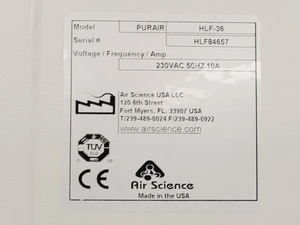 Model PURAIR HLF-36
Serial # HLF84657
Voltage / Frequency / Amp
230VAC 50HZ 10A
Air Science USA LLC
120 6th Street
Fort Myers, FL. 33907 USA
T/239-489-0024 F/239-489-0922
www.airscience.com
TÜV
CE
Air Science
Made in the USA